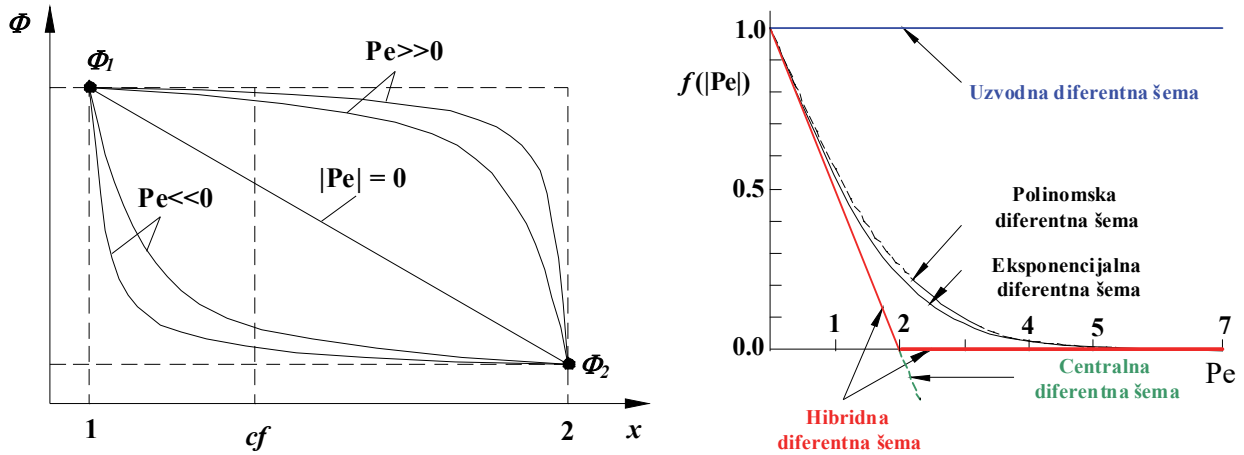 Φ
Φ1
Pe>>0
|Pe| = 0
Pe<<0
Φ2
1
cf
2
x
1.0
f(|Pe|)
0.5
0.0
Uzvodna diferentna šema
Polinomska
diferentna šema
Eksponencijalna
diferentna šema
1
2
4
5
7
Pe
Centralna
diferentna šema
Hibridna
diferentna šema